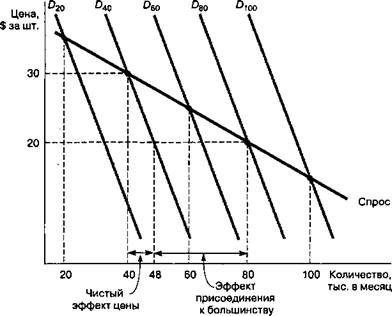 Цена,
$ за шт.
D20 D40 D60 D80 D100
30
20
Спрос
20 40 48 60 80 100 Количество,
тыс. в месяц
Чистый
эффект цены
Эффект
присоединения
к большинству